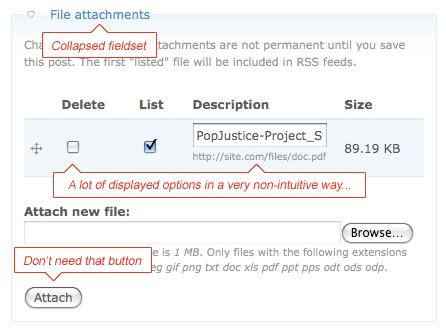 File attachments
Collapsed fieldset
Cha ttachments are not permanent until you save
this post. The first "listed" file will be included in RSS feeds.
Delete List Description Size
PopJustice-Project_S
http://site.com/files/doc.pdf
89.19 KB
A lot of displayed options in a very non-intuitive way...
Attach new file:
Browse...
e is 1 MB. Only files with the following extensions
Don't need that button
eg gif png txt doc xls pdf ppt pps odt ods odp.
Attach